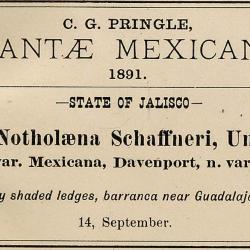 C. G. PRINGLE,
ANTÆ MEXICAN
1891.
—STATE OF JALISCO—
Notholæna Schaffneri, Un
var. Mexicana, Davenport, n. var
y shaded ledges, barranca near Guadalaja
14, September.